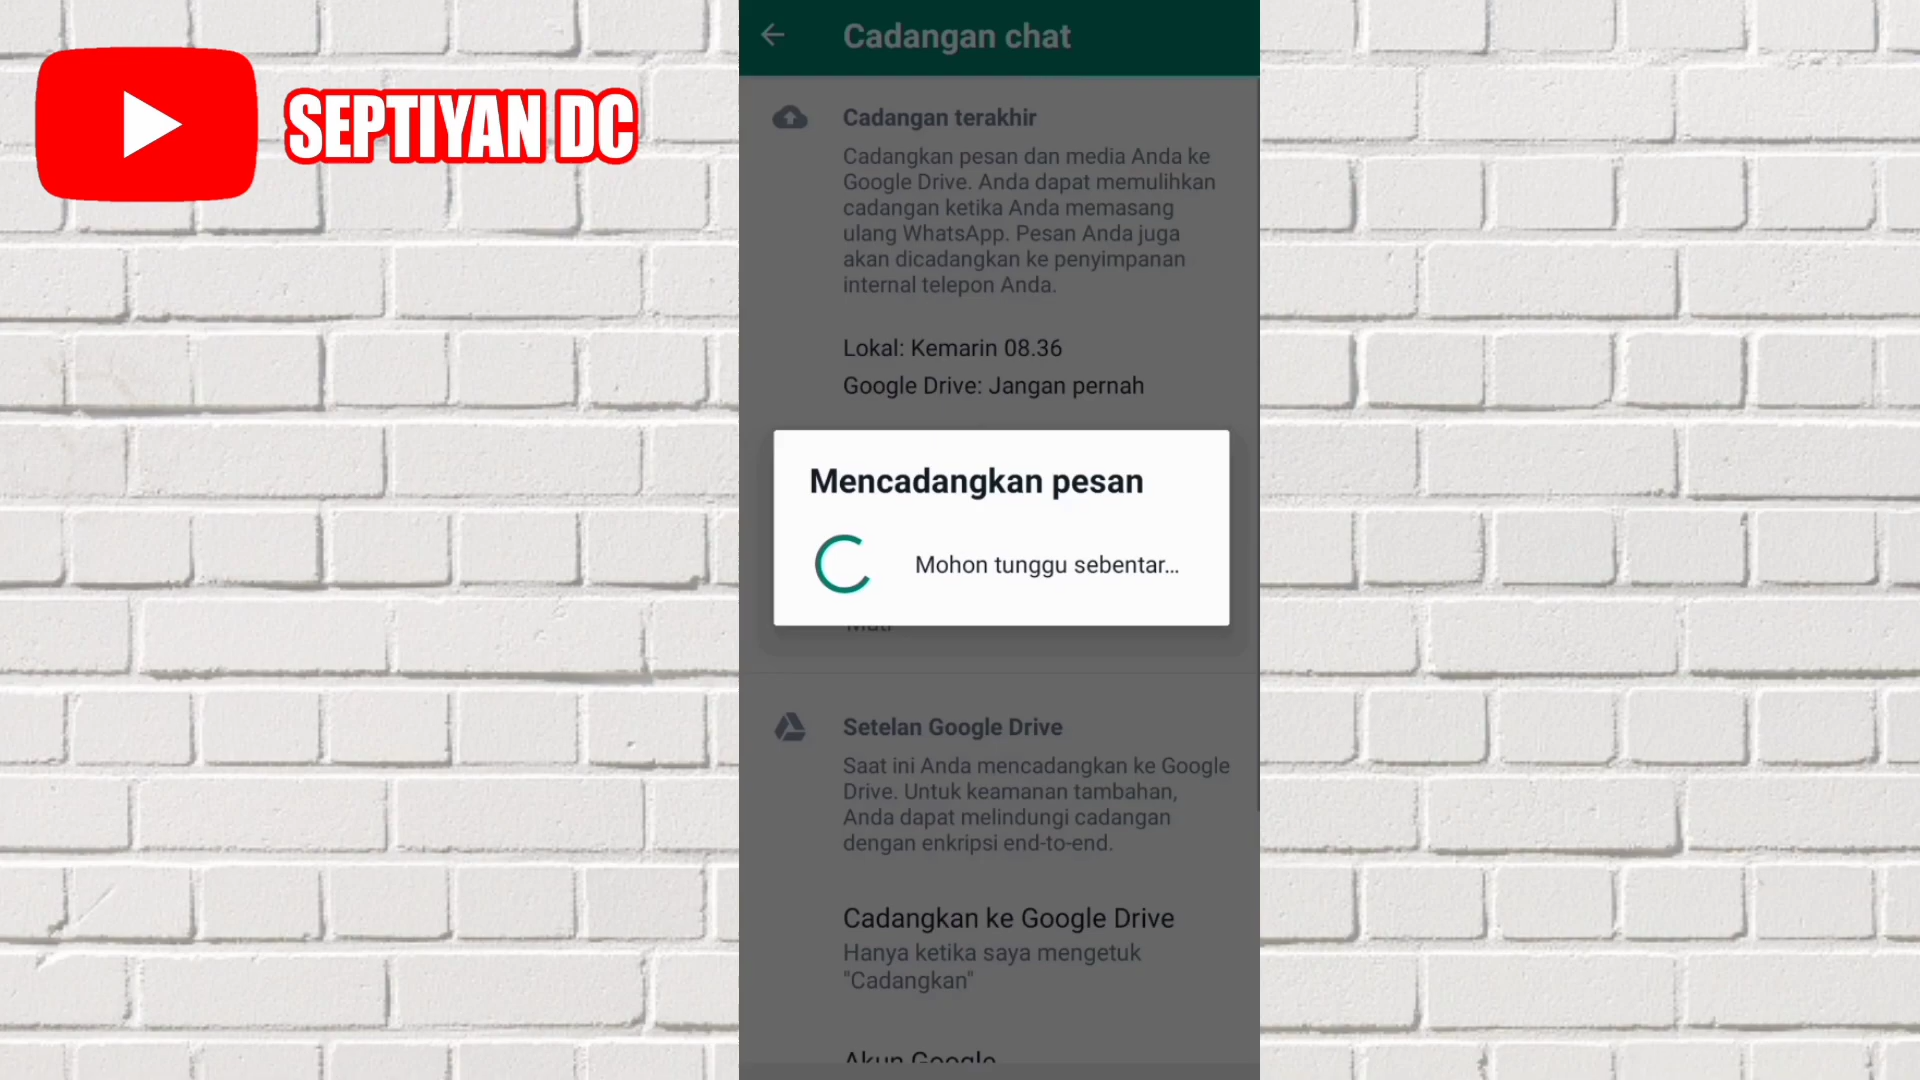 SEPTIYAN DC
Cadangan chat
Cadangan terakhir
Cadangkan pesan dan media Anda ke
Google Drive. Anda dapat memulihkan
cadangan ketika Anda memasang
ulang WhatsApp. Pesan Anda juga
akan dicadangkan ke penyimpanan
internal telepon Anda.
Lokal: Kemarin 08.36
Google Drive: Jangan pernah
Mencadangkan pesan
Mohon tunggu sebentar...
Mati
Setelan Google Drive
Saat ini Anda mencadangkan ke Google
Drive. Untuk keamanan tambahan,
Anda dapat melindungi cadangan
dengan enkripsi end-to-end.
Cadangkan ke Google Drive
Hanya ketika saya mengetuk
"Cadangkan"
Akun Google